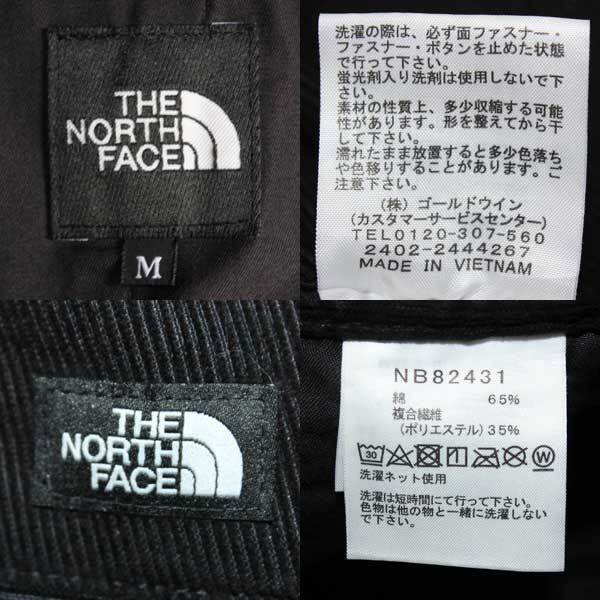 THE
NORTH
FACE
M
洗濯の際は、必ず面ファスナー・
ファスナー・ボタンを止めた状態
で行って下さい。
蛍光剤入り洗剤は使用しないで下
さい。
素材の性質上、多少収縮する可能
性があります。形を整えてから干
して下さい。
濡れたまま放置すると多少色落ち
や色移りすることがあります。ご
注意下さい。
(株) ゴールドウイン
(カスタマーサービスセンター)
TEL0120-307-560
2402-2444267
MADE IN VIETNAM
THE
NORTH
FACE
NB82431
綿 65%
複合繊維
(ポリエステル) 35%
30 W
洗濯ネット使用
洗濯は短時間にて行って下さい。
色物は他の物と一緒に洗濯しないで
下さい。